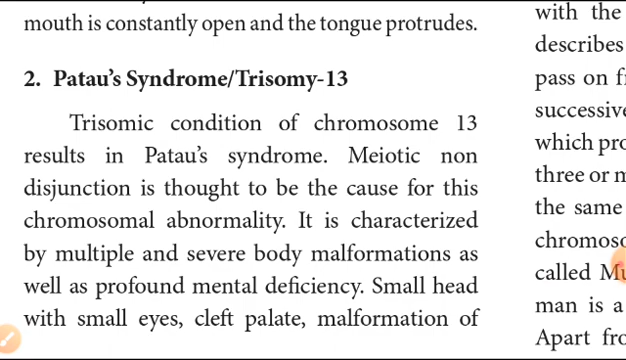 mouth is constantly open and the tongue protrudes.
2. Patau's Syndrome/Trisomy-13
Trisomic condition of chromosome 13
results in Patau's syndrome. Meiotic non
disjunction is thought to be the cause for this
chromosomal abnormality. It is characterized
by multiple and severe body malformations as
well as profound mental deficiency. Small head
with small eyes, cleft palate, malformation of
with the
describes
pass on
successive
which
three or
the same
called
man is a
Apart